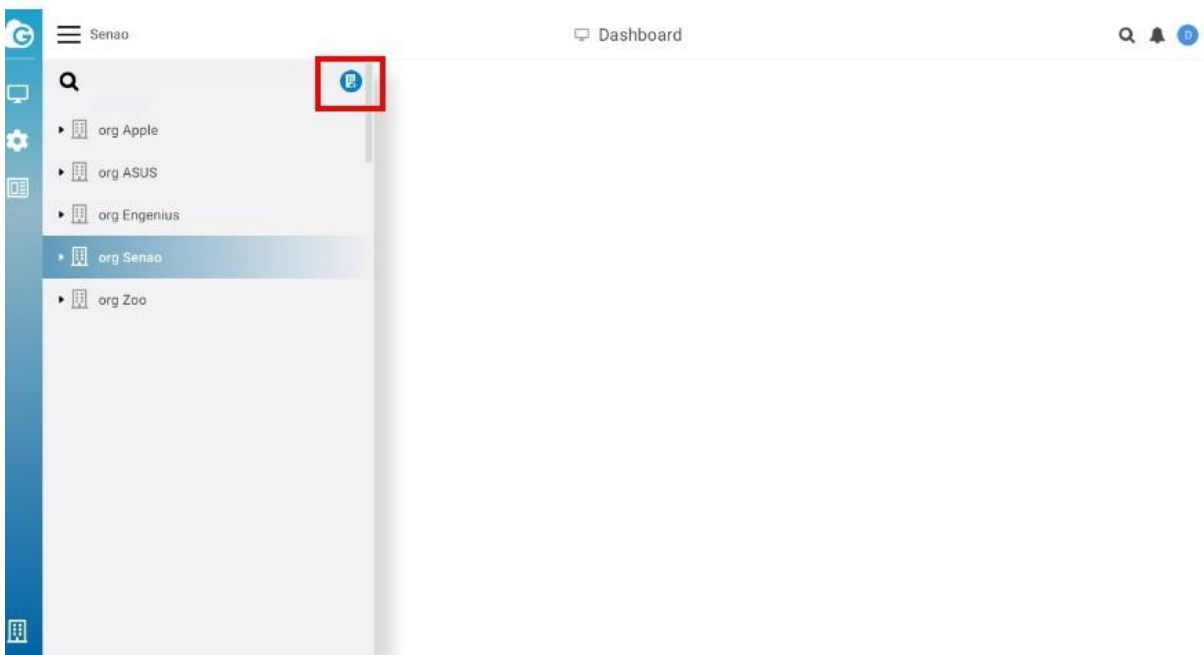 Senao
Dashboard
D
org Apple
org ASUS
org Engenius
org Senao
org Zoo